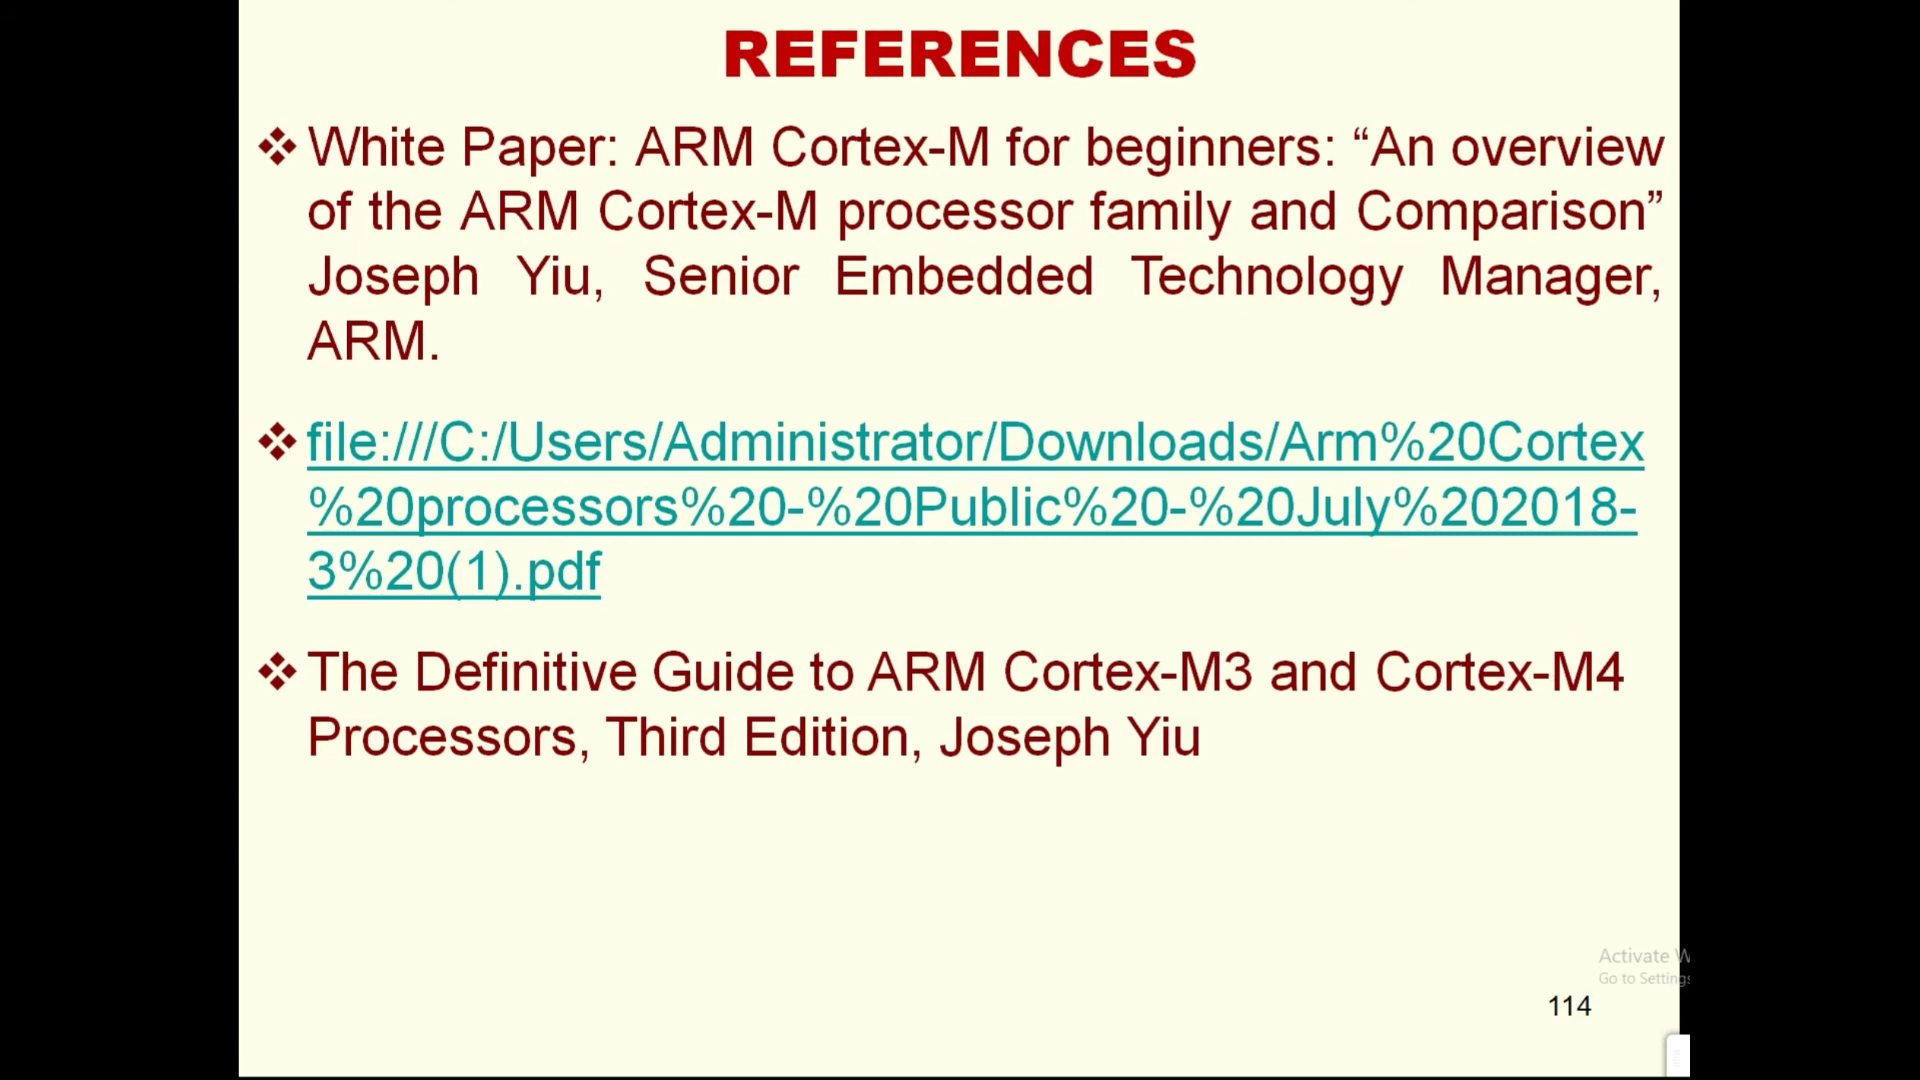 REFERENCES
White Paper: ARM Cortex-M for beginners: “An overview
of the ARM Cortex-M processor family and Comparison”
Joseph Yiu, Senior Embedded Technology Manager,
ARM.
file:///C:/Users/Administrator/Downloads/Arm%20Cortex
%20processors%20-%20Public%20-%20July%202018-
3%20(1).pdf
The Definitive Guide to ARM Cortex-M3 and Cortex-M4
Processors, Third Edition, Joseph Yiu
Activate W
Go to Settings
114